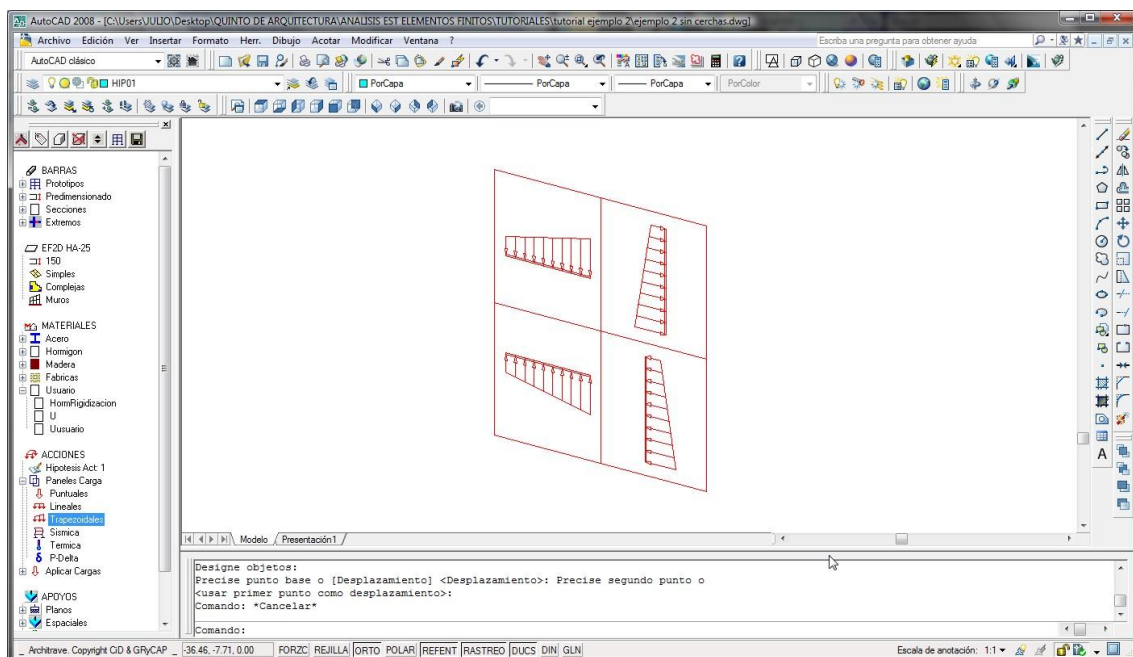 AutoCAD 2008 - [C:\Users\JULIO\Desktop\QUINTO DE ARQUITECTURA\ANALISIS EST ELEMENTOS FINITOS\TUTORIALES\tutorial ejemplo 2\ejemplo 2 sin cerchas.dwg]
Archivo Edición Ver Insertar Formato Herr. Dibujo Acotar Modificar Ventana ?
Escriba una pregunta para obtener ayuda
AutoCAD clásico
HIP01
PorCapa
PorCapa
PorCapa
PorColor
BARRAS
Prototipos
Predimensionado
Secciones
Extremos
EF2D HA-25
150
Simples
Complejas
Muros
MATERIALES
Acero
Hormigon
Madera
Fabricas
Usuario
HormRigidizacion
U
Uusuario
ACCIONES
Hipotesis Act: 1
Paneles Carga
Puntuales
Lineales
Trapezoidales
Sismica
Termica
P-Delta
Aplicar Cargas
APOYOS
Planos
Espaciales
Modelo
Presentación1
Designe objetos:
Precise punto base o [Desplazamiento] <Desplazamiento>: Precise segundo punto o
<usar primer punto como desplazamiento>:
Comando: *Cancelar*
Comando:
_ Architrave. Copyright CiD & GRyCAP _
-36.46, -7.71, 0.00
FORZC REJILLA ORTO POLAR REFENT RASTREO DUCS DIN GLN
Escala de anotación: 1:1